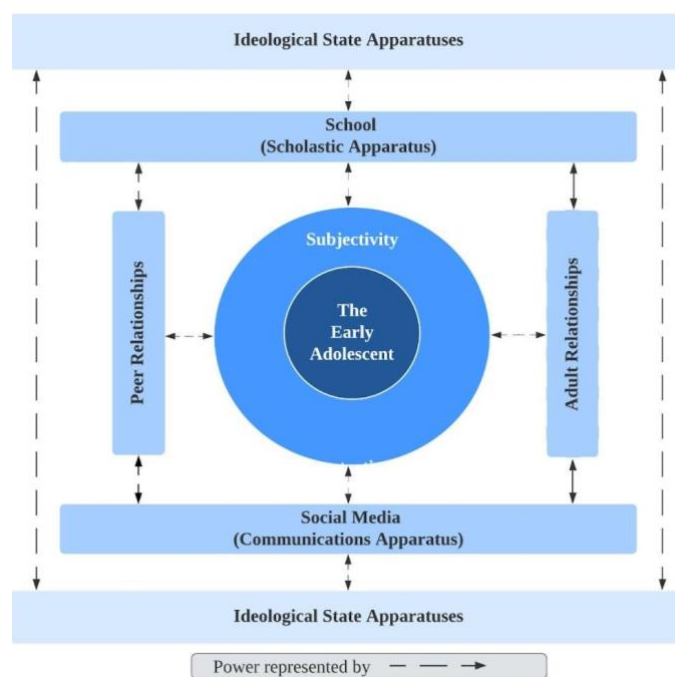 Ideological State Apparatuses
School
(Scholastic Apparatus)
Subjectivity
The
Early
Adolescent
Peer Relationships
Adult Relationships
Social Media
(Communications Apparatus)
Ideological State Apparatuses
Power represented by